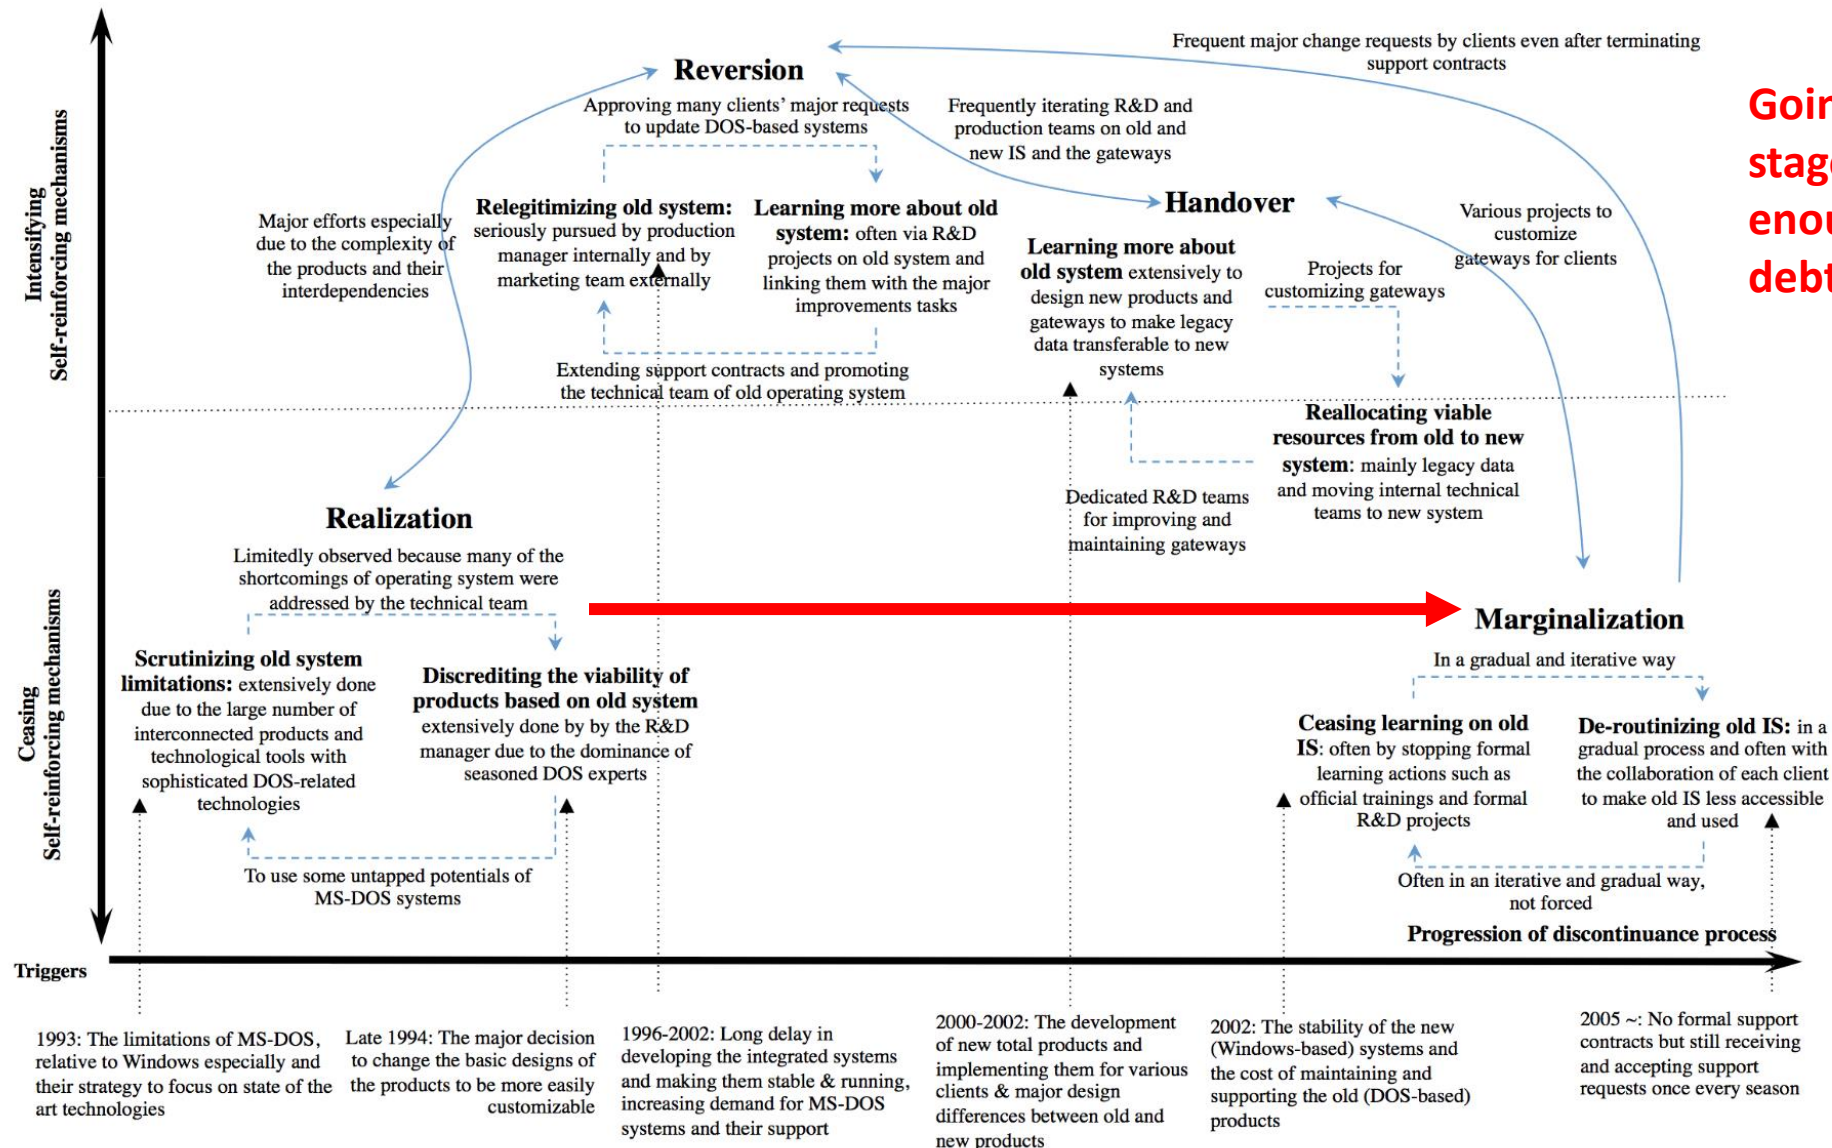 Frequent major change requests by clients even after terminating
support contracts
Reversion
Approving many clients' major requests
to update DOS-based systems
Frequently iterating R&D and
production teams on old and
new IS and the gateways
Intensifying
Self-reinforcing mechanisms
Major efforts especially
due to the complexity of
the products and their
interdependencies
Relegitimizing old system:
seriously pursued by production
manager internally and by
marketing team externally
Learning more about old
system: often via R&D
projects on old system and
linking them with the major
improvements tasks
Extending support contracts and promoting
the technical team of old operating system
Handover
Learning more about
old system extensively to
design new products and
gateways to make legacy
data transferable to new
systems
Projects for
customizing gateways
Various projects to
customize
gateways for clients
Reallocating viable
resources from old to new
system: mainly legacy data
and moving internal technical
teams to new system
Dedicated R&D teams
for improving and
maintaining gateways
Realization
Limitedly observed because many of the
shortcomings of operating system were
addressed by the technical team
Ceasing
Self-reinforcing mechanisms
Scrutinizing old system
limitations: extensively done
due to the large number of
interconnected products and
technological tools with
sophisticated DOS-related
technologies
Discrediting the viability of
products based on old system
extensively done by by the R&D
manager due to the dominance of
seasoned DOS experts
To use some untapped potentials of
MS-DOS systems
Marginalization
In a gradual and iterative way
Ceasing learning on old
IS: often by stopping formal
learning actions such as
official trainings and formal
R&D projects
De-routinizing old IS: in a
gradual process and often with
the collaboration of each client
to make old IS less accessible
and used
Often in an iterative and gradual way,
not forced
Progression of discontinuance process
Triggers
1993: The limitations of MS-DOS,
relative to Windows especially and
their strategy to focus on state of the
art technologies
Late 1994: The major decision
to change the basic designs of
the products to be more easily
customizable
1996-2002: Long delay in
developing the integrated systems
and making them stable & running,
increasing demand for MS-DOS
systems and their support
2000-2002: The development
of new total products and
implementing them for various
clients & major design
differences between old and
new products
2002: The stability of the new
(Windows-based) systems and
the cost of maintaining and
supporting the old (DOS-based)
products
2005 ~: No formal support
contracts but still receiving
and accepting support
requests once every season